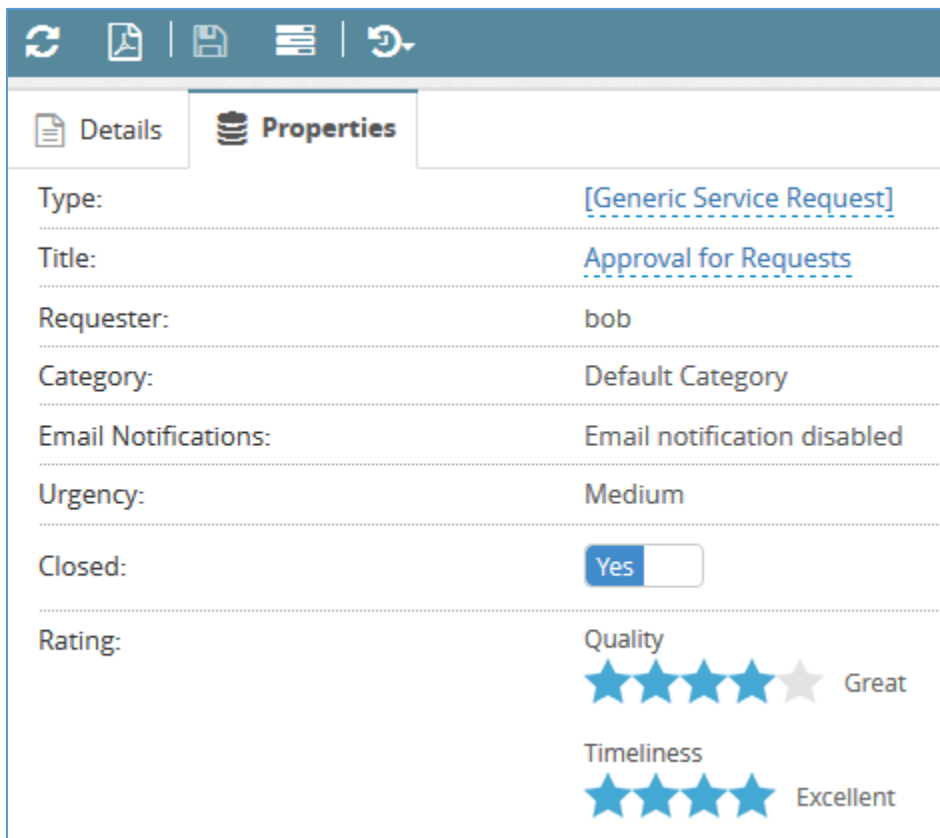 Details Properties
Type: [Generic Service Request]
Title: Approval for Requests
Requester: bob
Category: Default Category
Email Notifications: Email notification disabled
Urgency: Medium
Closed: Yes
Rating: Quality
Great
Timeliness
Excellent